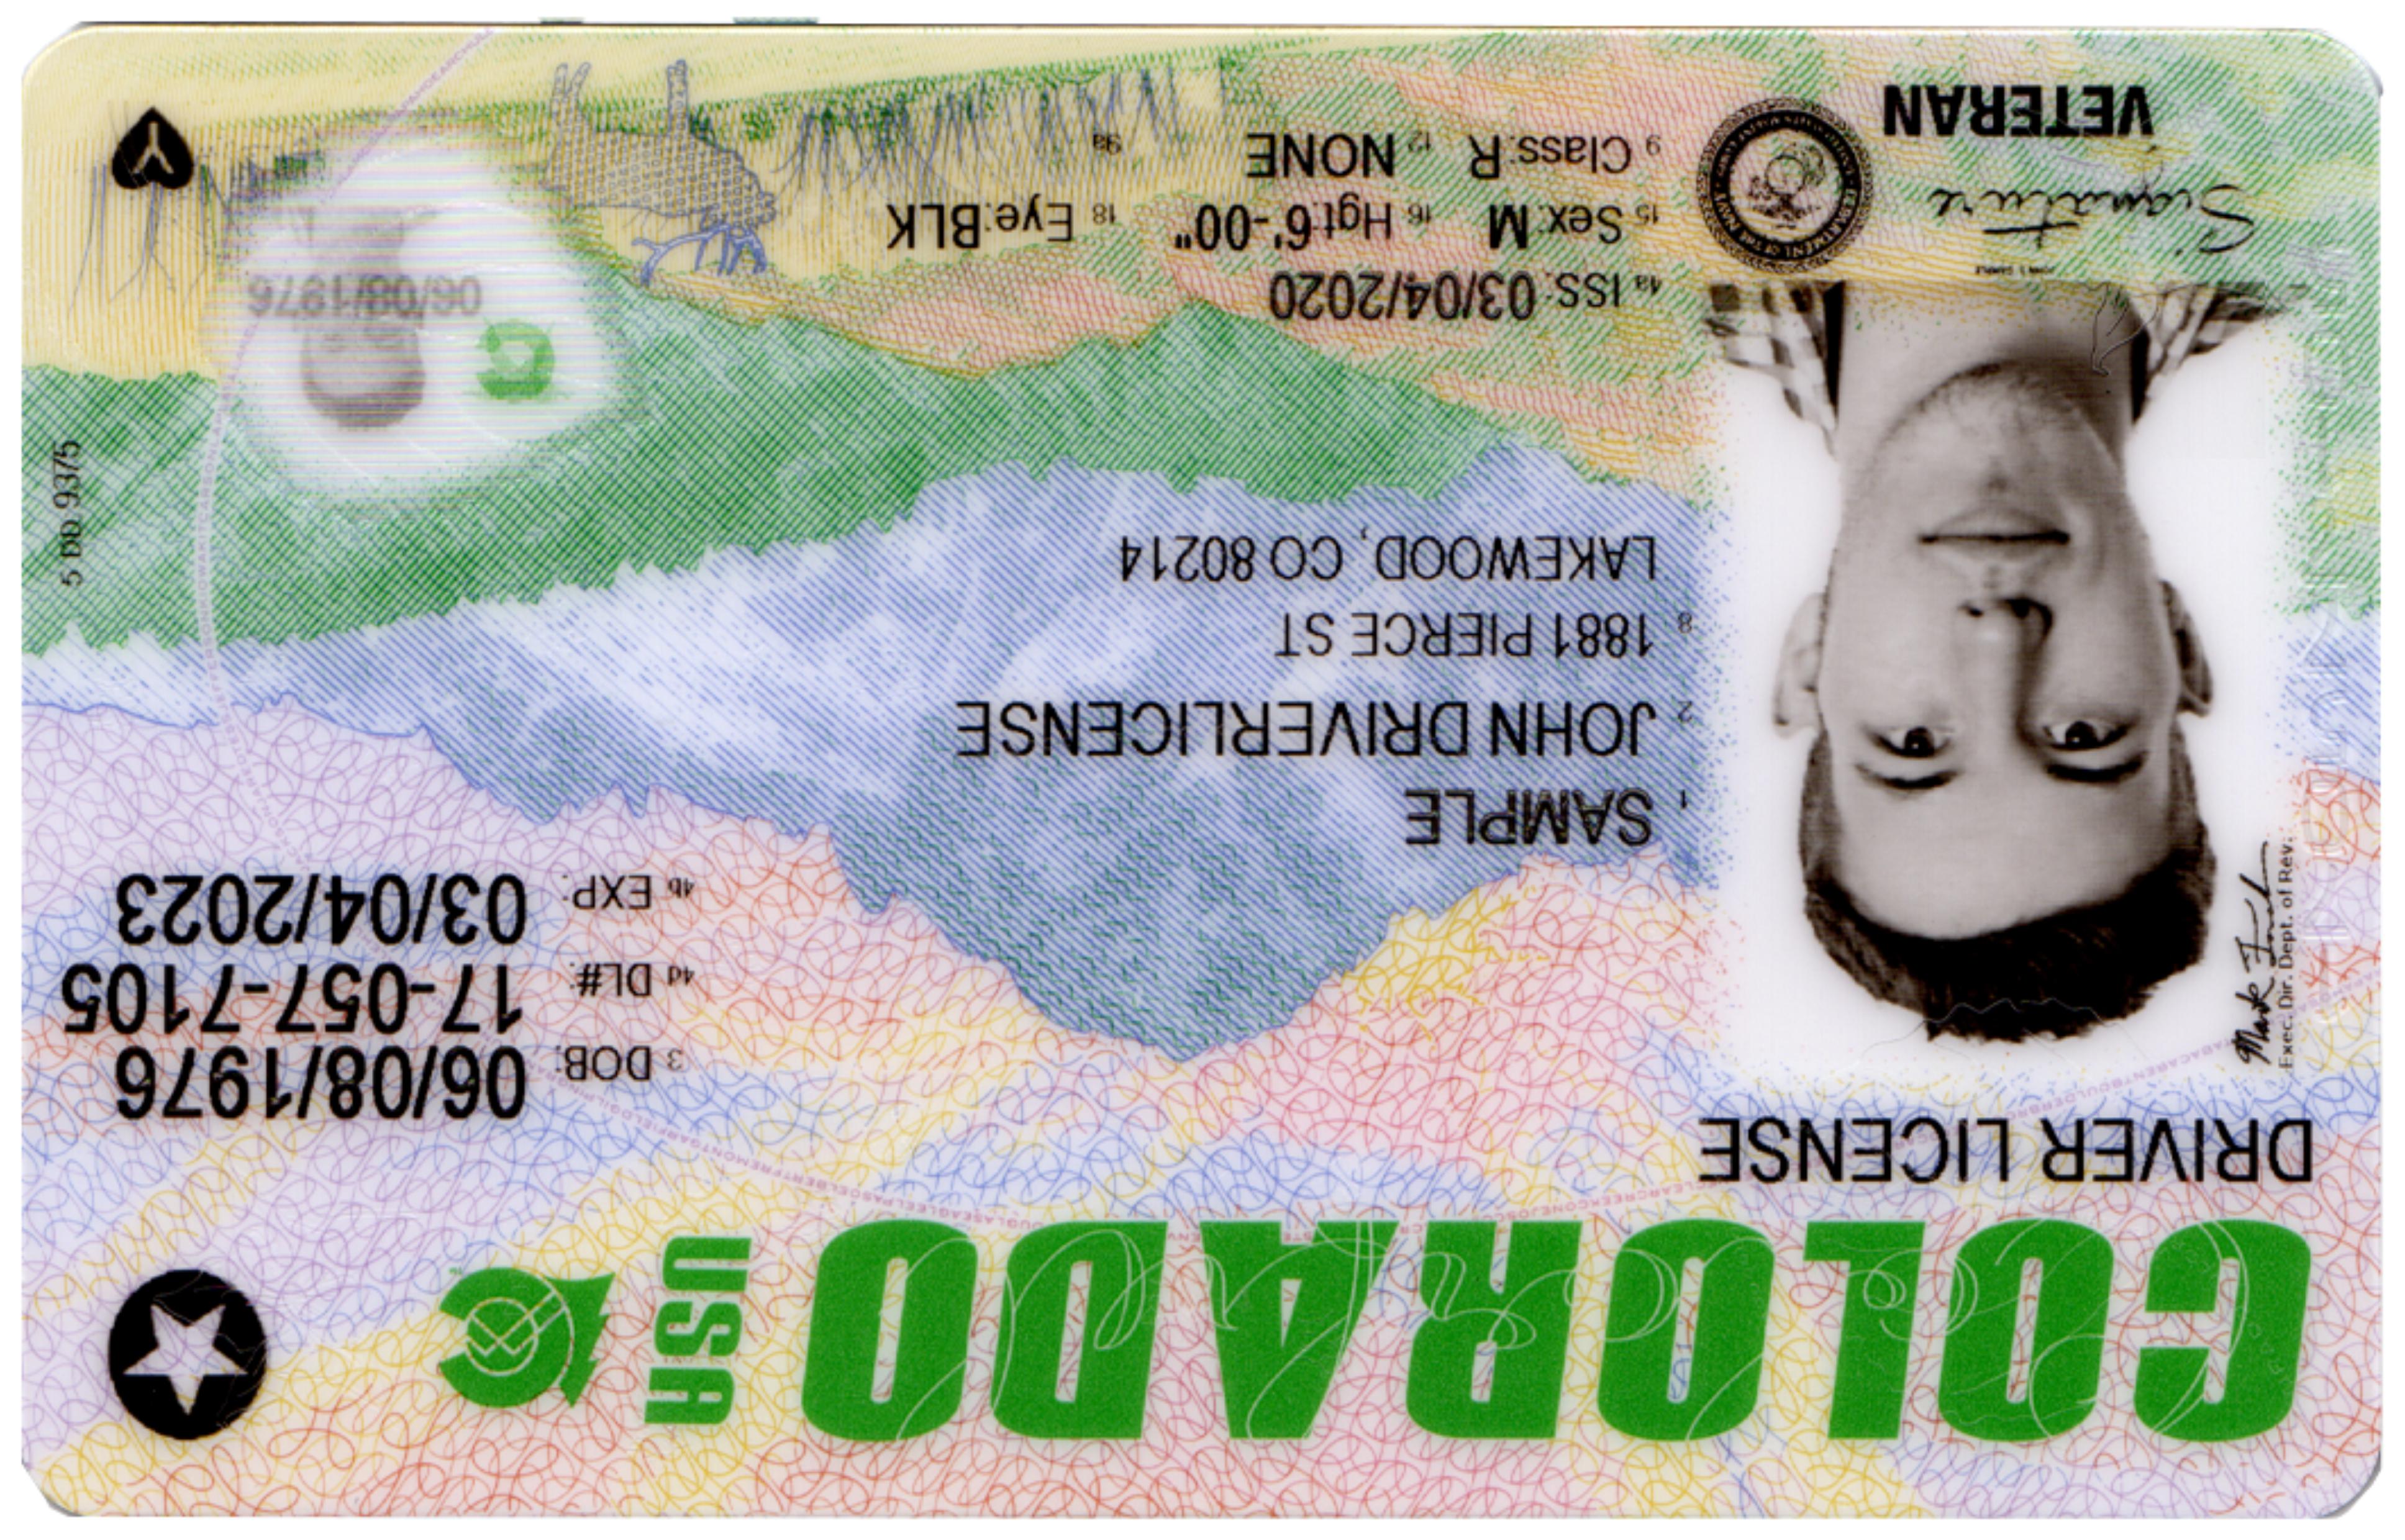 COLORADO USA
DRIVER LICENSE
3 DOB: 06/08/1976
4d DL#: 17-057-7105
4b EXP: 03/04/2023
Exec. Dir. Dept. of Rev.
1 SAMPLE
2 JOHN DRIVERLICENSE
8 1881 PIERCE ST
LAKEWOOD, CO 80214
5 DD 9375
4a ISS: 03/04/2020
15 Sex:M 16 Hgt:6'-00" 18 Eye:BLK
9 Class:R 12 NONE 9a
06/08/1976
JOHN D SAMPLE
Signature
VETERAN